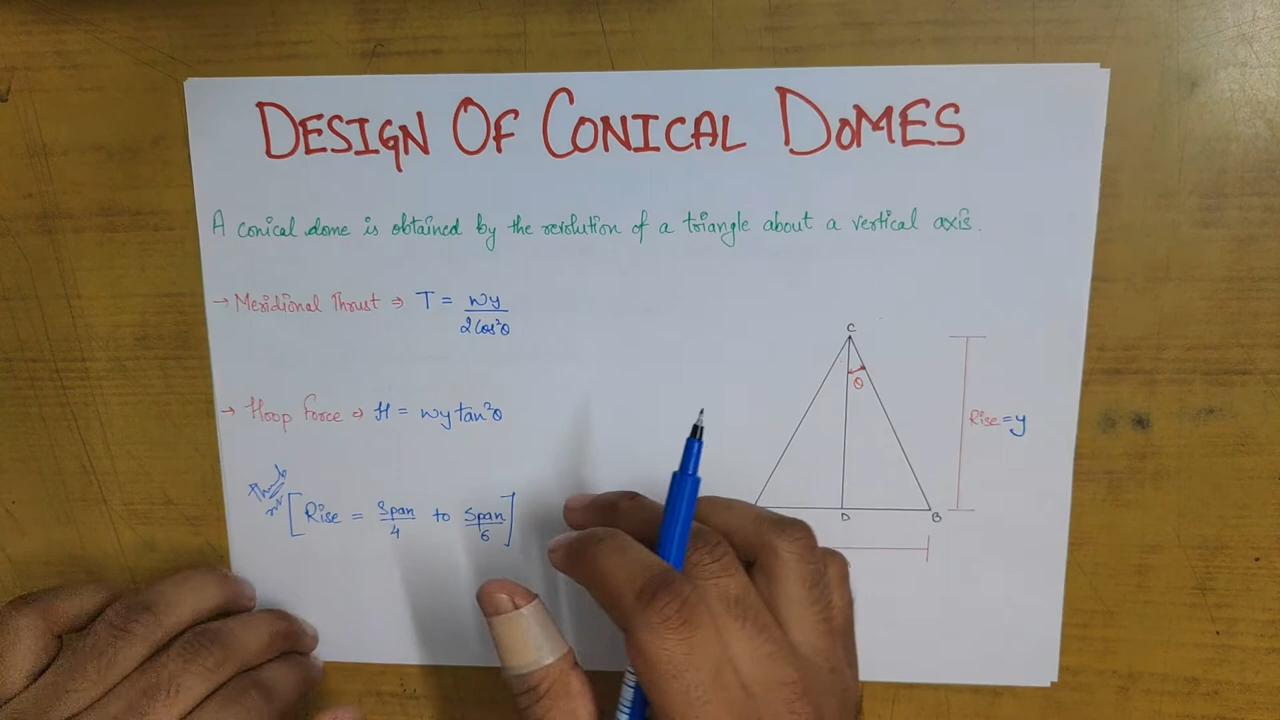 DESIGN OF CONICAL DOMES
A conical dome is obtained by the revolution of a triangle about a vertical axis.
→ Meridional Thrust ⇒ T = wy / 2Cos²θ
C
θ
→ Hoop Force ⇒ H = wy tan²θ
Rise = y
[Rise = Span/4 to Span/6]
D
B